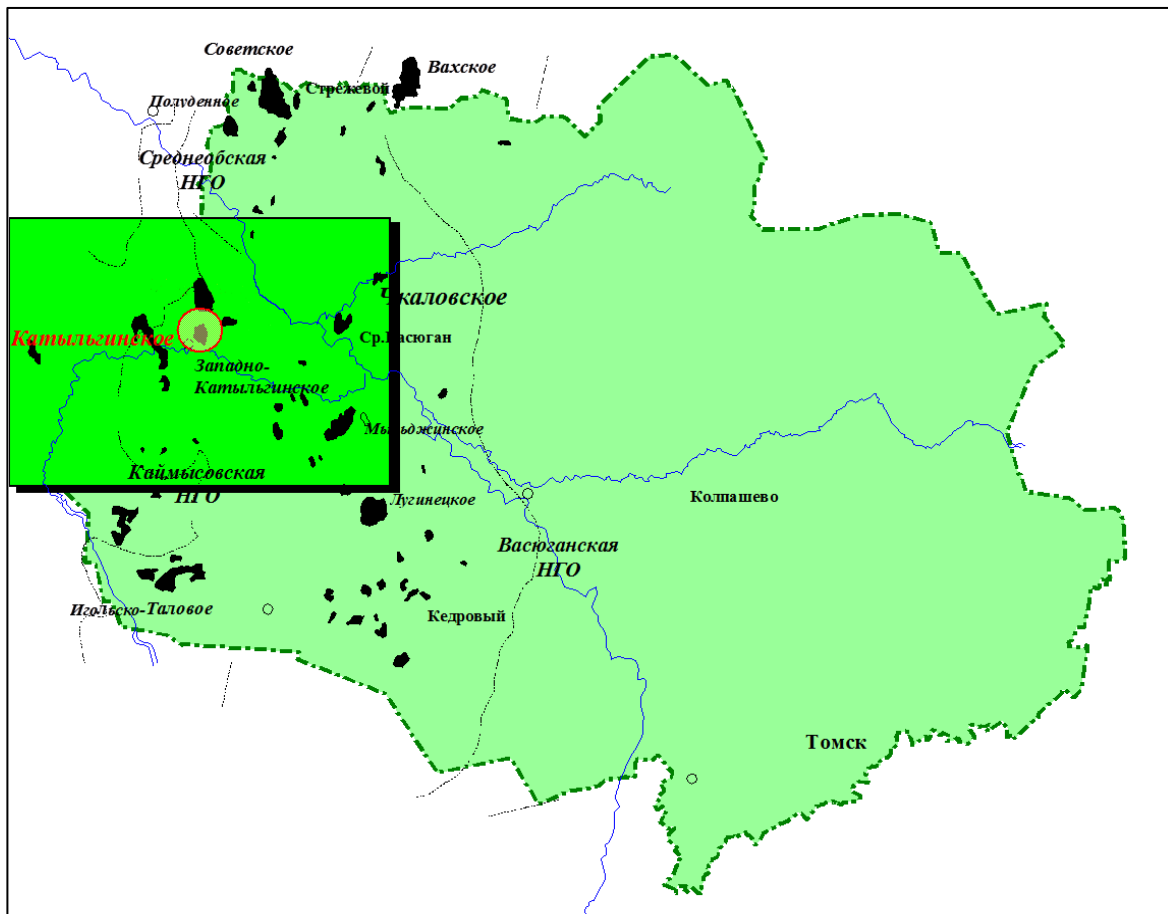 Советское
Вахское
Стрежевой
Полуденное
Среднеобская
НГО
Чкаловское
Катыльгинское
Ср.Васюган
Западно-
Катыльгинское
Мыльджинское
Каймысовская
НГО
Лугинецкое
Колпашево
Васюганская
НГО
Игольско-Таловое
Кедровый
Томск